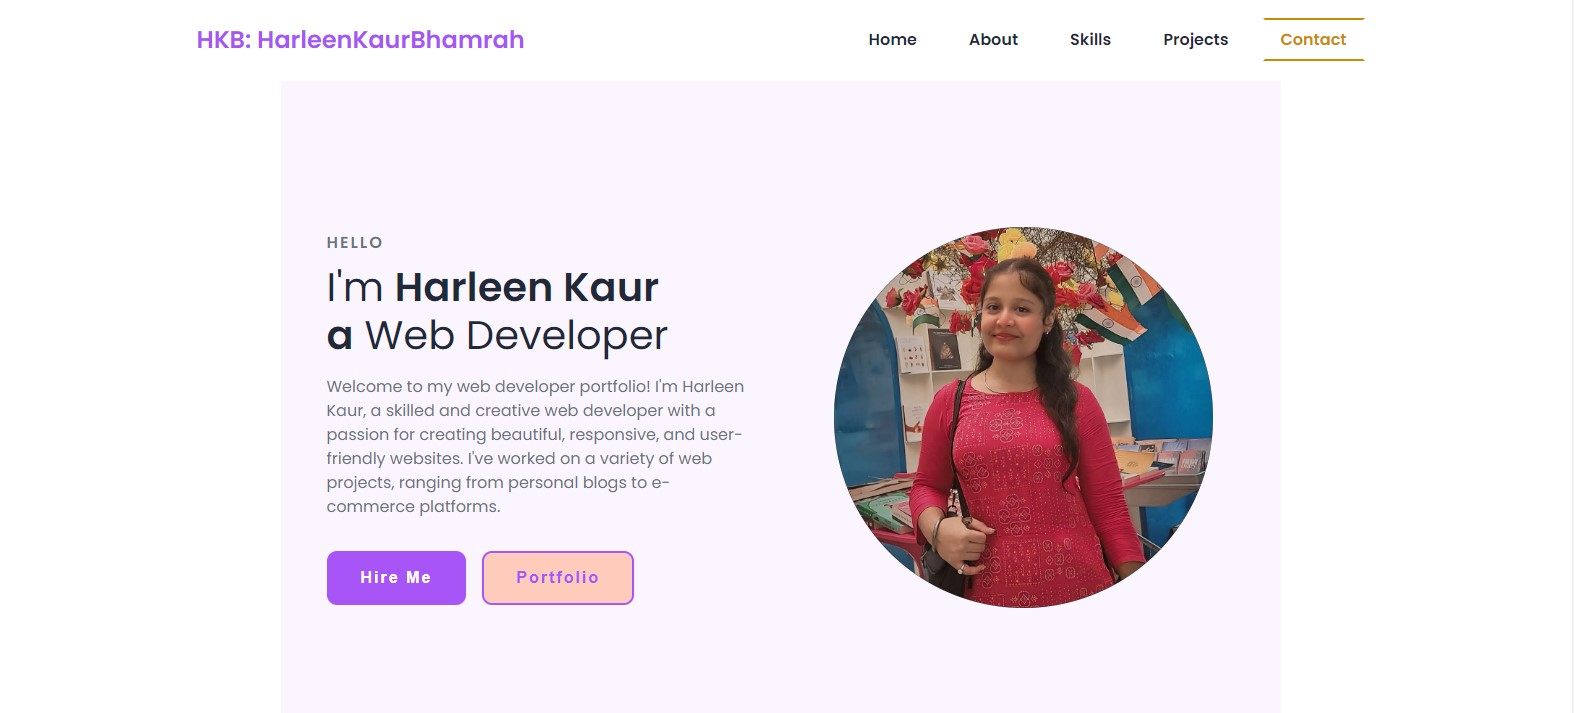 HKB: HarleenKaurBhamrah
Home
About
Skills
Projects
Contact
HELLO
I'm Harleen Kaur
a Web Developer
Welcome to my web developer portfolio! I'm Harleen
Kaur, a skilled and creative web developer with a
passion for creating beautiful, responsive, and user-
friendly websites. I've worked on a variety of web
projects, ranging from personal blogs to e-
commerce platforms.
Hire Me
Portfolio